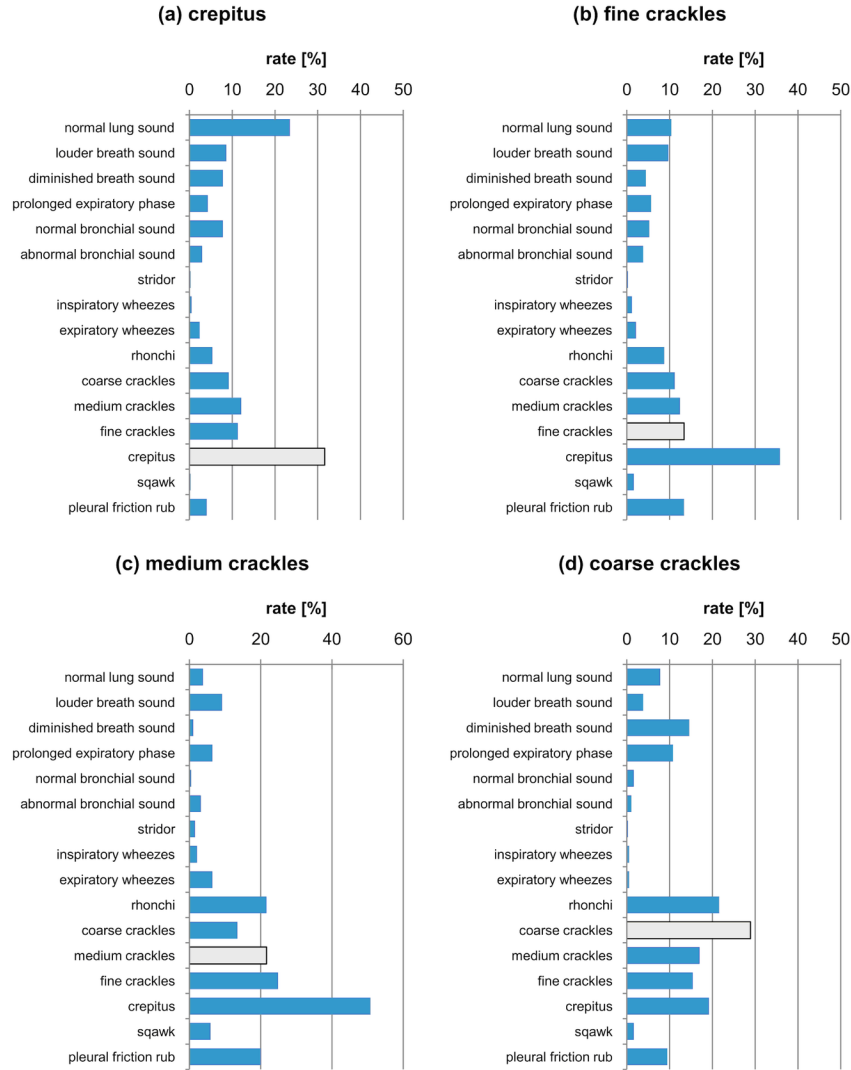 (a) crepitus
rate [%]
0 10 20 30 40 50
normal lung sound
louder breath sound
diminished breath sound
prolonged expiratory phase
normal bronchial sound
abnormal bronchial sound
stridor
inspiratory wheezes
expiratory wheezes
rhonchi
coarse crackles
medium crackles
fine crackles
crepitus
sqawk
pleural friction rub
(b) fine crackles
rate [%]
0 10 20 30 40 50
normal lung sound
louder breath sound
diminished breath sound
prolonged expiratory phase
normal bronchial sound
abnormal bronchial sound
stridor
inspiratory wheezes
expiratory wheezes
rhonchi
coarse crackles
medium crackles
fine crackles
crepitus
sqawk
pleural friction rub
(c) medium crackles
rate [%]
0 20 40 60
normal lung sound
louder breath sound
diminished breath sound
prolonged expiratory phase
normal bronchial sound
abnormal bronchial sound
stridor
inspiratory wheezes
expiratory wheezes
rhonchi
coarse crackles
medium crackles
fine crackles
crepitus
sqawk
pleural friction rub
(d) coarse crackles
rate [%]
0 10 20 30 40 50
normal lung sound
louder breath sound
diminished breath sound
prolonged expiratory phase
normal bronchial sound
abnormal bronchial sound
stridor
inspiratory wheezes
expiratory wheezes
rhonchi
coarse crackles
medium crackles
fine crackles
crepitus
sqawk
pleural friction rub